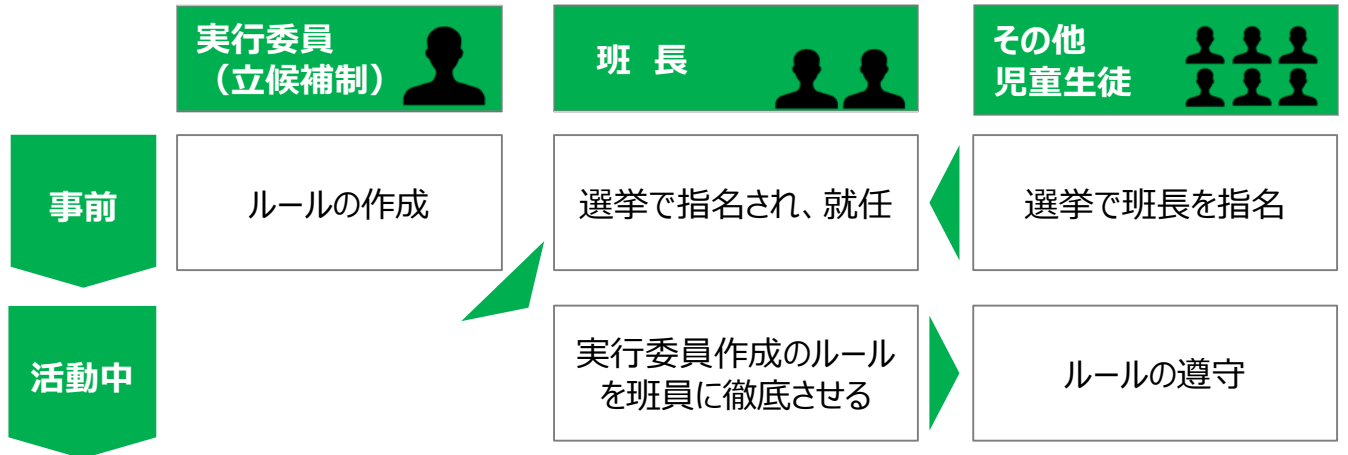 実行委員
（立候補制）
班 長
その他
児童生徒
事前
ルールの作成
選挙で指名され、就任
選挙で班長を指名
活動中
実行委員作成のルール
を班員に徹底させる
ルールの遵守